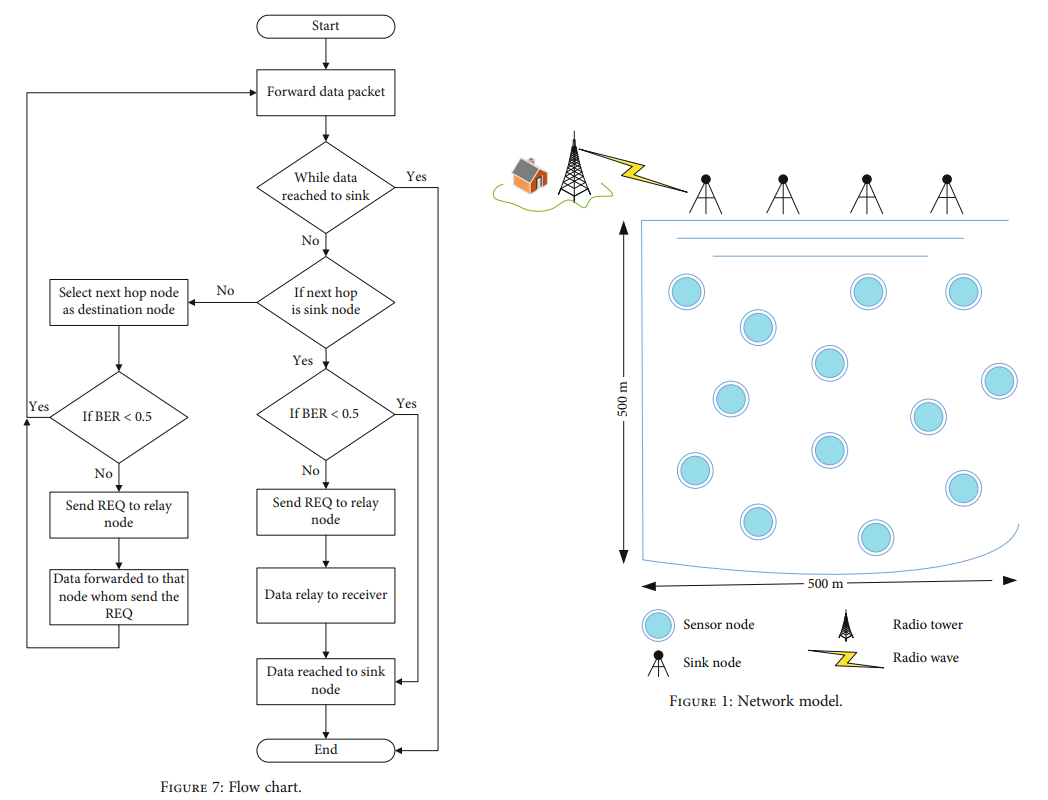 Start
Forward data packet
While data
reached to sink
Yes
No
If next hop
is sink node
No
Select next hop node
as destination node
Yes
If BER < 0.5
Yes
No
Send REQ to relay
node
Data forwarded to that
node whom send the
REQ
If BER < 0.5
Yes
No
Send REQ to relay
node
Data relay to receiver
Data reached to sink
node
End
FIGURE 7: Flow chart.
500 m
500 m
Sensor node
Radio tower
Sink node
Radio wave
FIGURE 1: Network model.